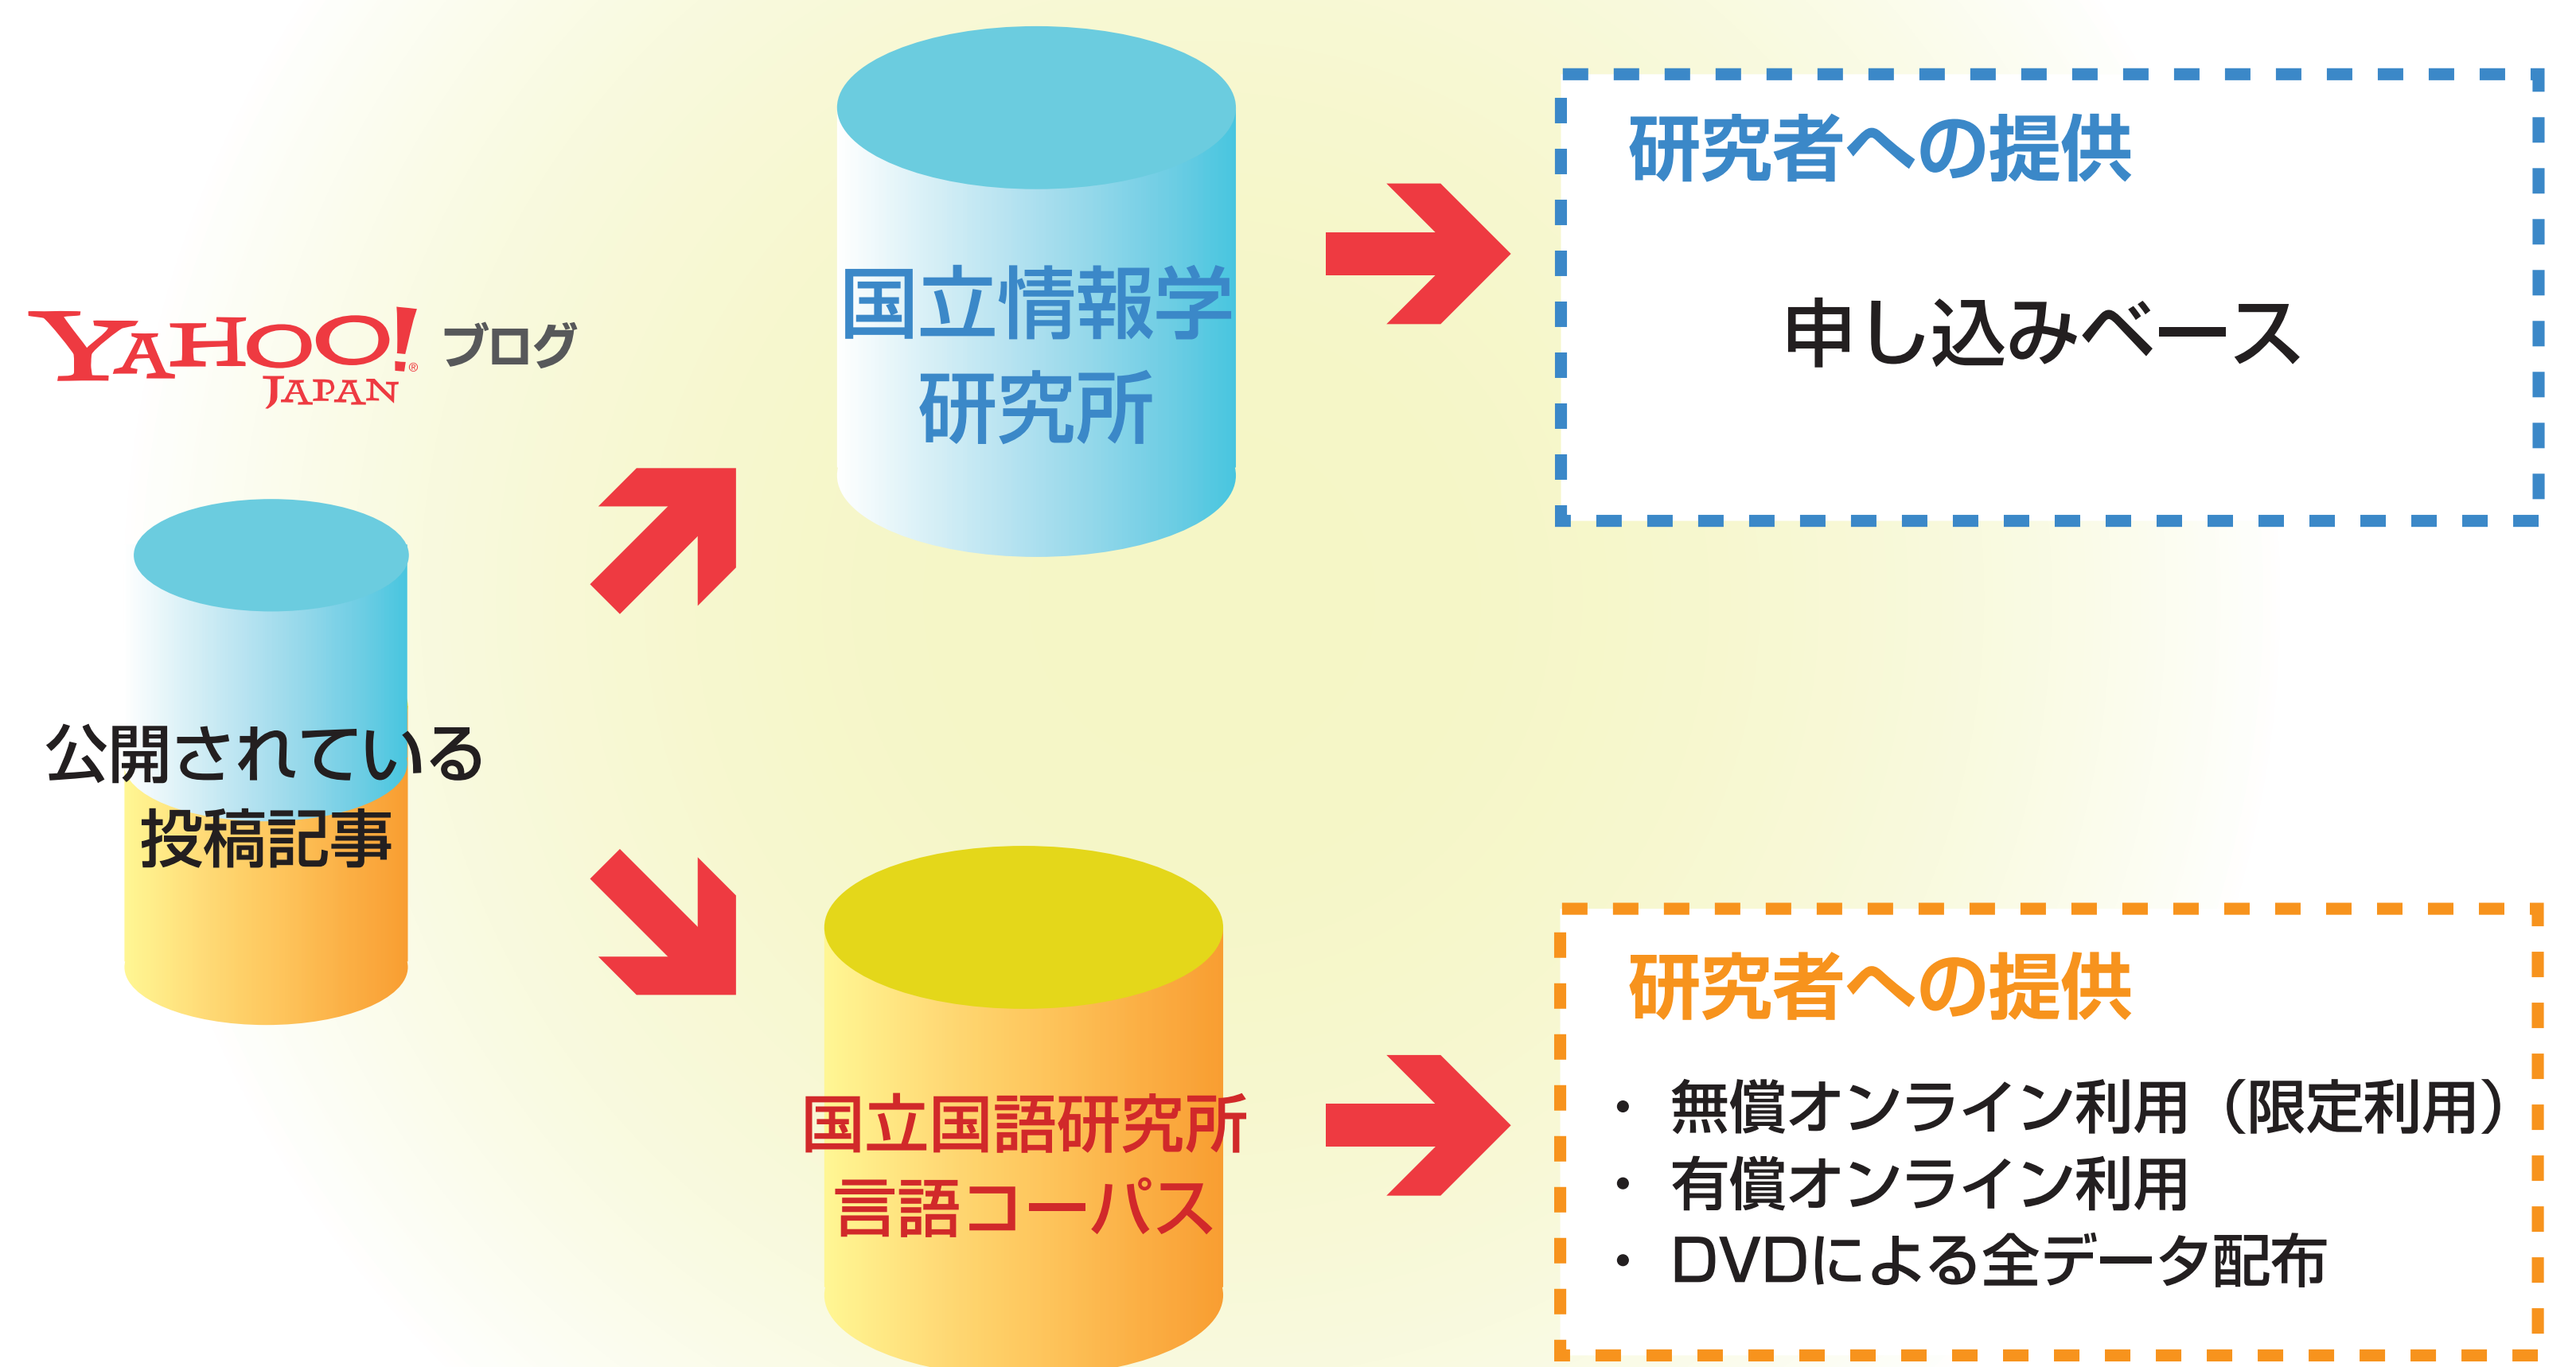 YAHOO!® ブログ
JAPAN
公開されている
投稿記事
国立情報学
研究所
研究者への提供
申し込みベース
国立国語研究所
言語コーパス
研究者への提供
・ 無償オンライン利用（限定利用）
・ 有償オンライン利用
・ DVDによる全データ配布